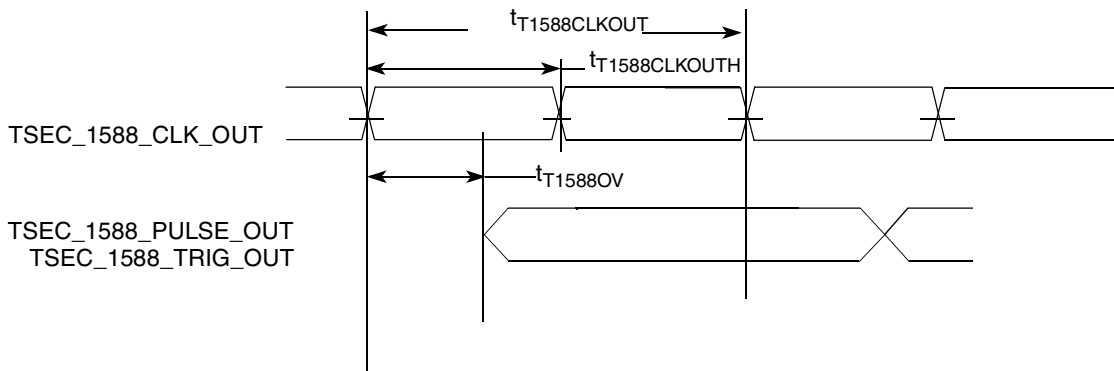 tT1588CLKOUT
tT1588CLKOUTH
TSEC_1588_CLK_OUT
tT1588OV
TSEC_1588_PULSE_OUT
TSEC_1588_TRIG_OUT